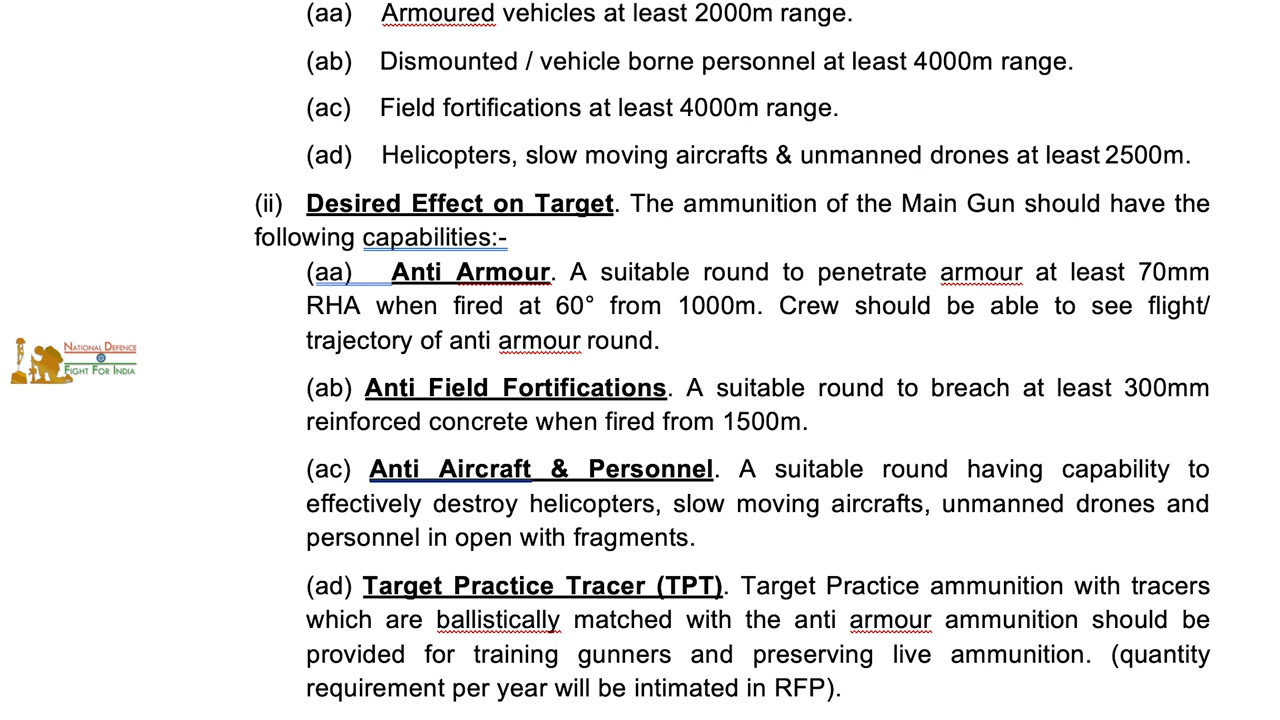 (aa) Armoured vehicles at least 2000m range.
(ab) Dismounted / vehicle borne personnel at least 4000m range.
(ac) Field fortifications at least 4000m range.
(ad) Helicopters, slow moving aircrafts & unmanned drones at least 2500m.
(ii) Desired Effect on Target. The ammunition of the Main Gun should have the
following capabilities:-
(aa) Anti Armour. A suitable round to penetrate armour at least 70mm
RHA when fired at 60° from 1000m. Crew should be able to see flight/
trajectory of anti armour round.
(ab) Anti Field Fortifications. A suitable round to breach at least 300mm
reinforced concrete when fired from 1500m.
(ac) Anti Aircraft & Personnel. A suitable round having capability to
effectively destroy helicopters, slow moving aircrafts, unmanned drones and
personnel in open with fragments.
(ad) Target Practice Tracer (TPT). Target Practice ammunition with tracers
which are ballistically matched with the anti armour ammunition should be
provided for training gunners and preserving live ammunition. (quantity
requirement per year will be intimated in RFP).
National Defence
Fight For India